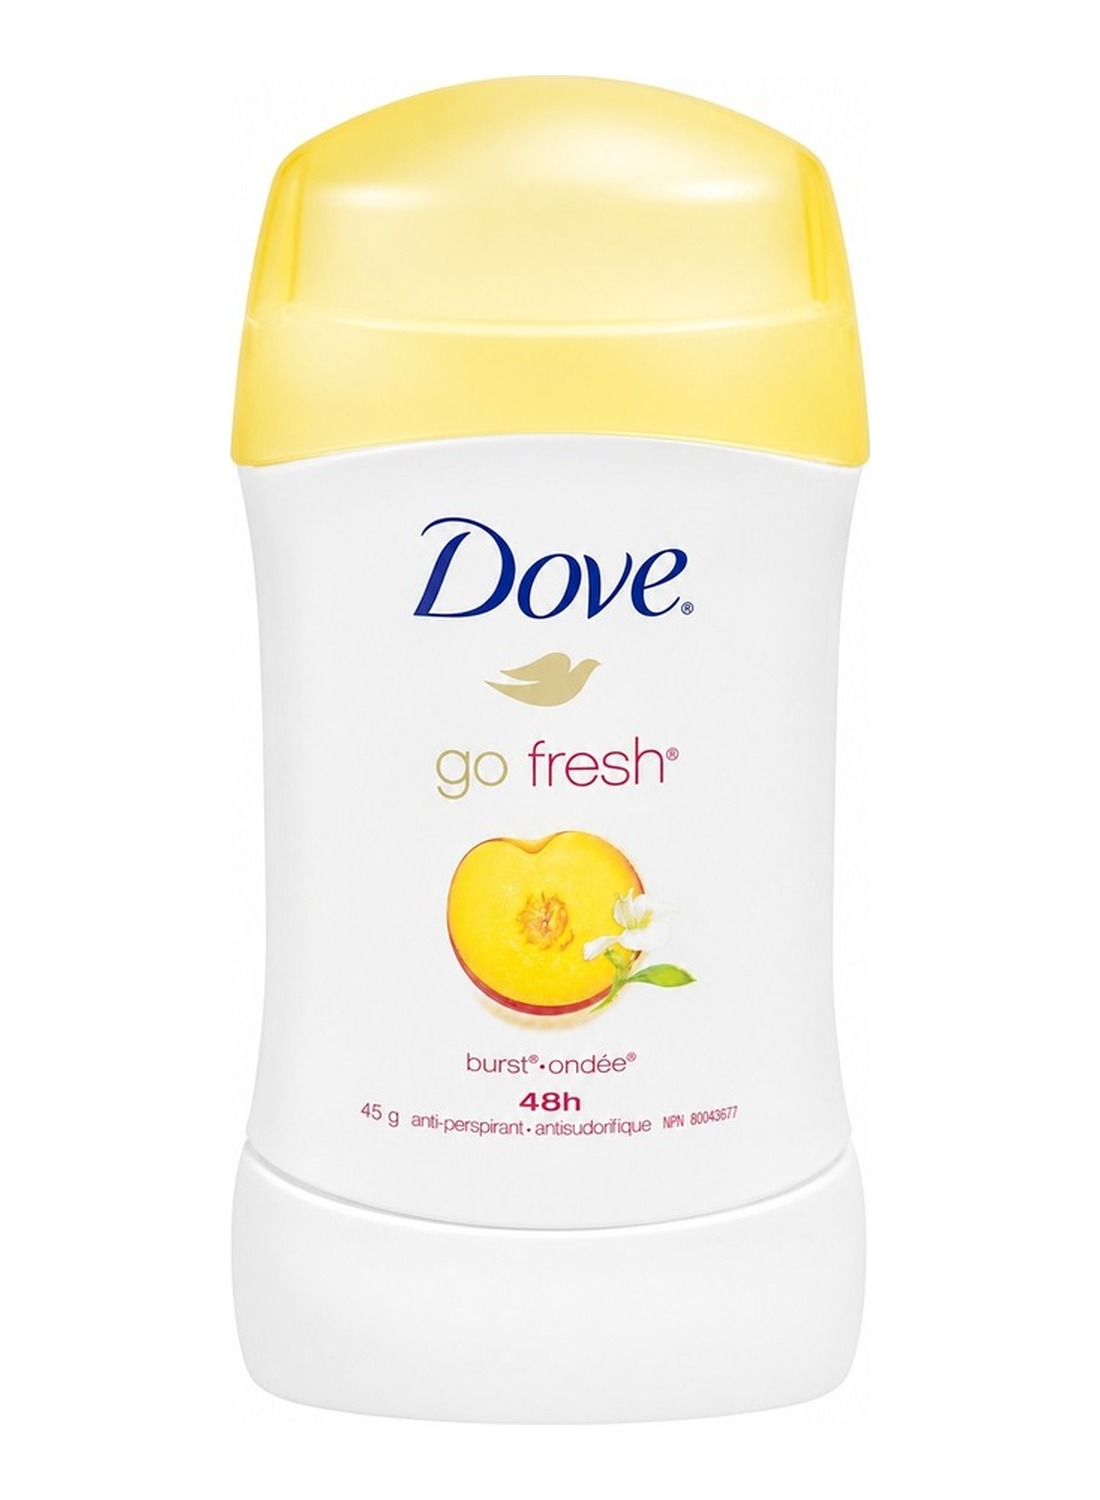 Dove®
go fresh®
burst®•ondée®
48h
45 g anti-perspirant • antisudorifique NPN 80043677